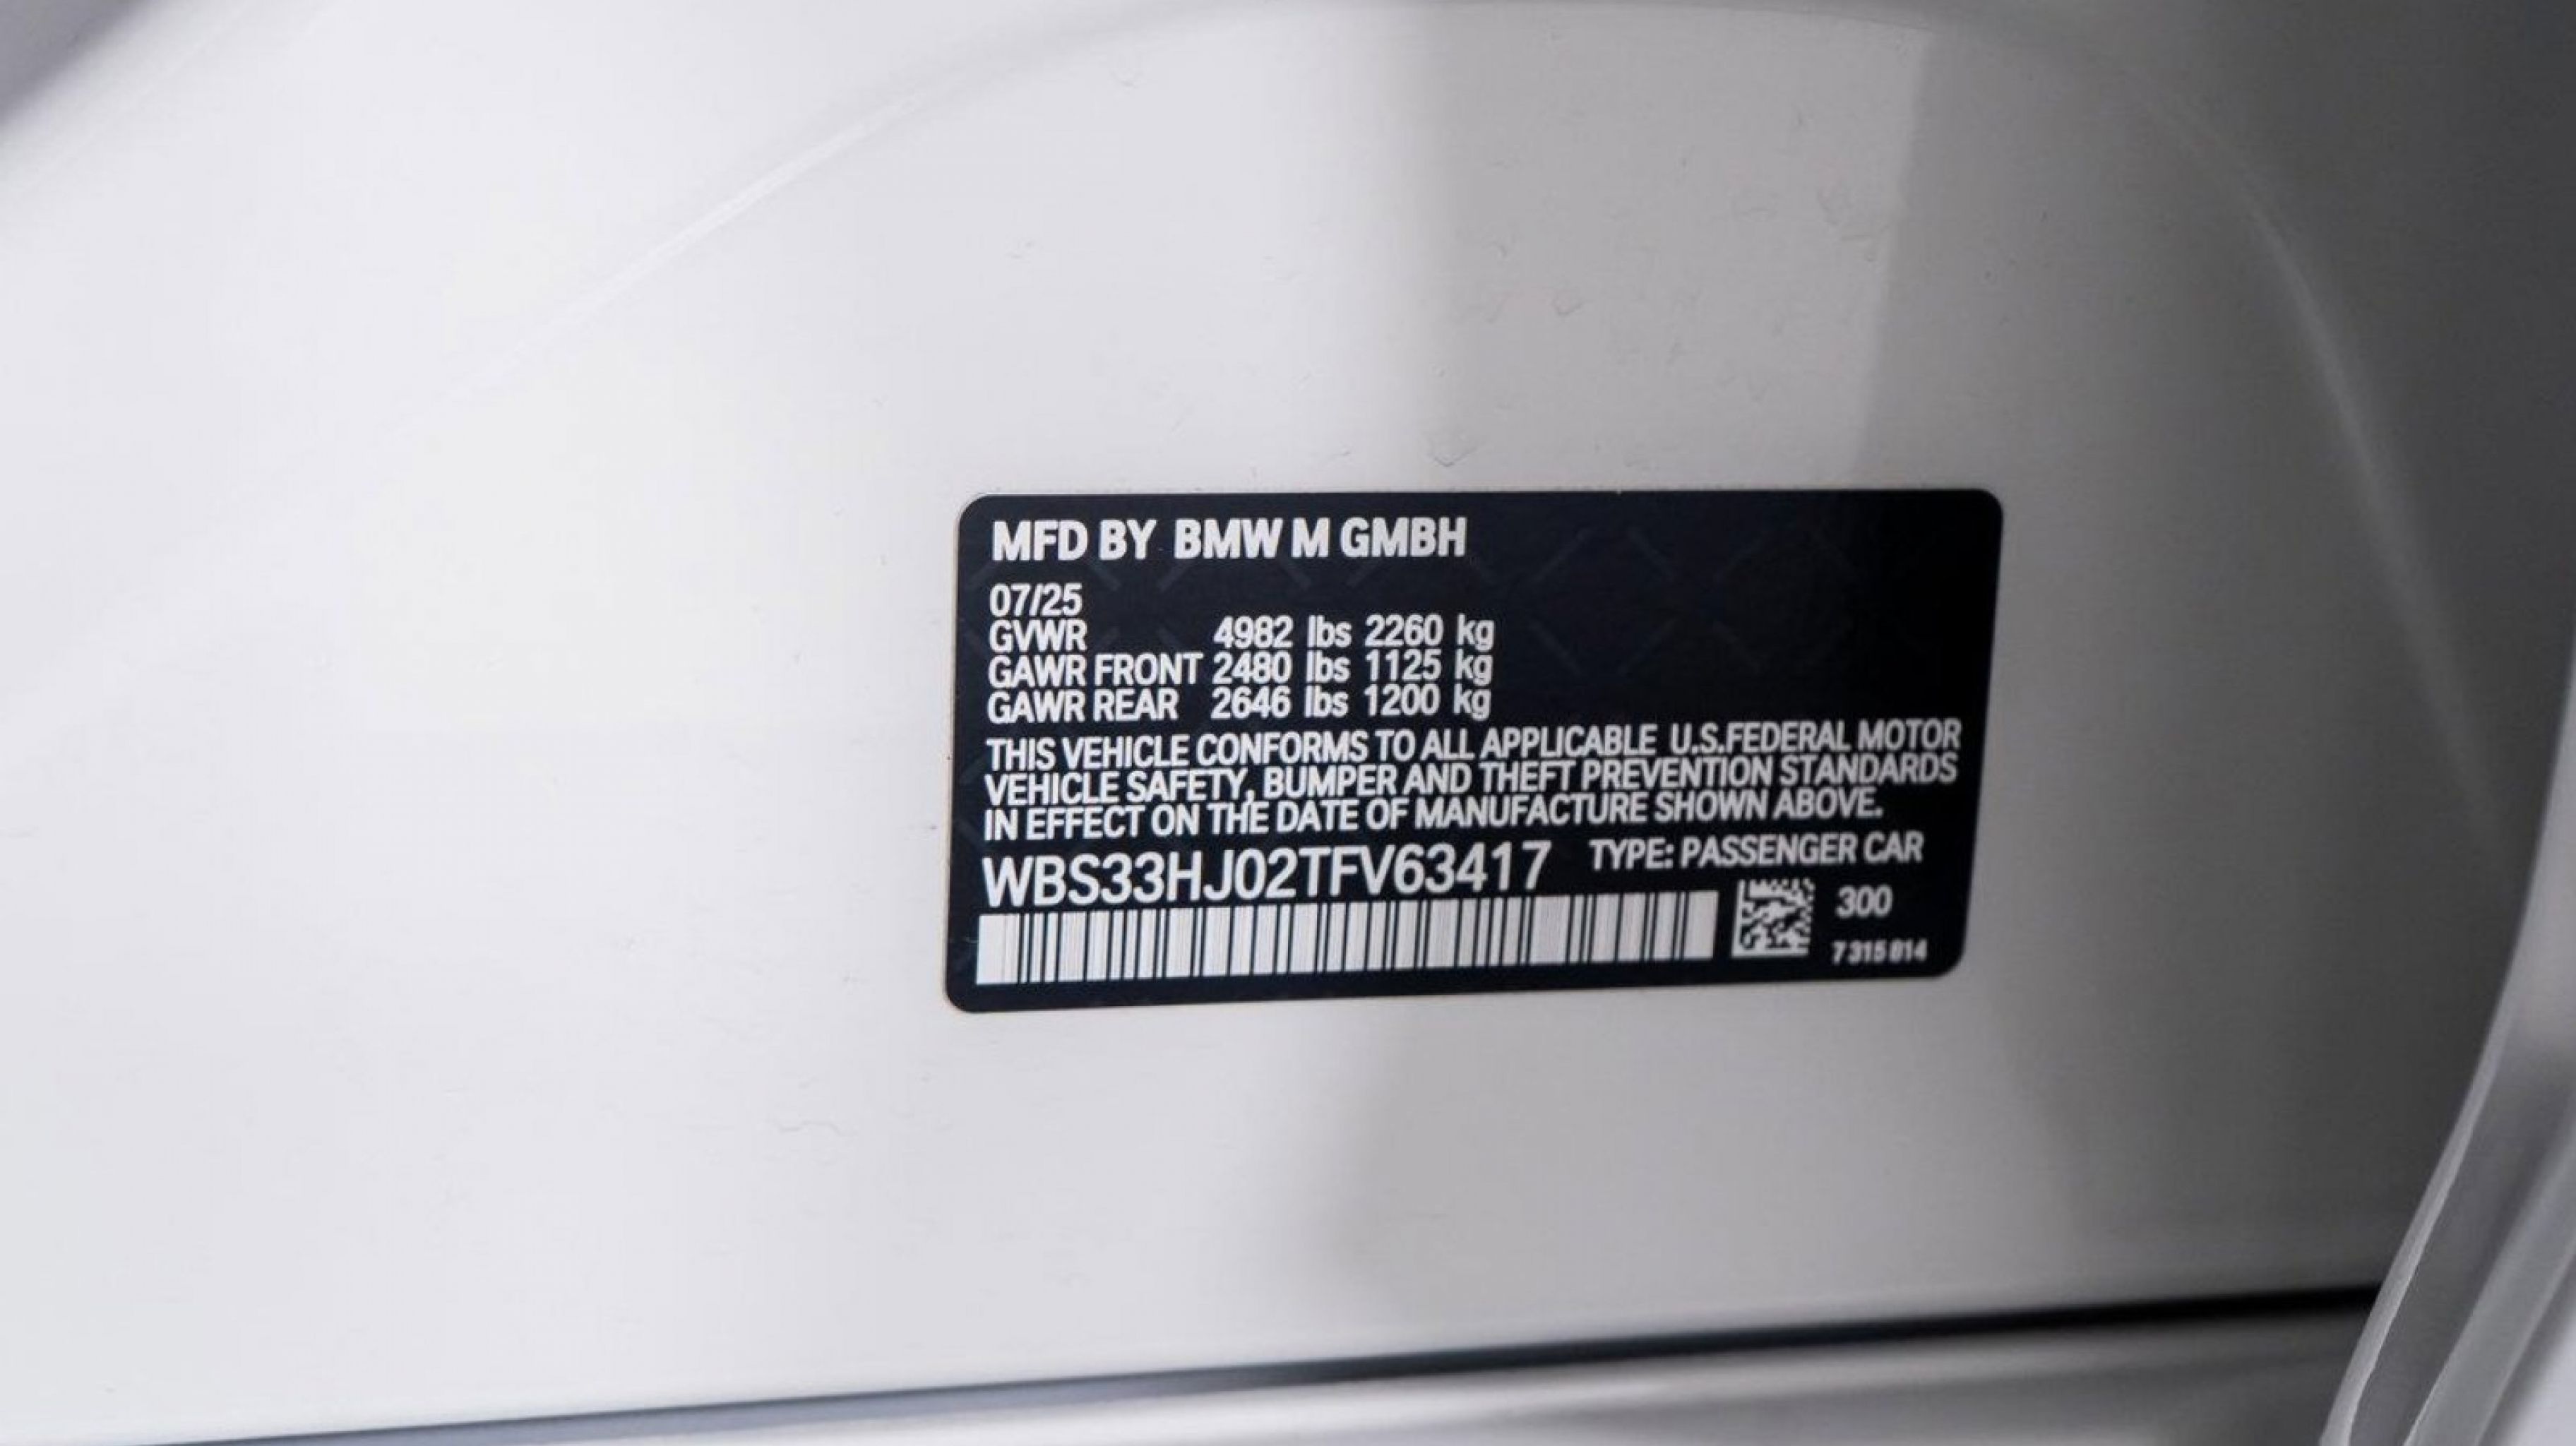 MFD BY BMW M GMBH
07/25
GVWR 4982 lbs 2260 kg
GAWR FRONT 2480 lbs 1125 kg
GAWR REAR 2646 lbs 1200 kg
THIS VEHICLE CONFORMS TO ALL APPLICABLE U.S.FEDERAL MOTOR
VEHICLE SAFETY, BUMPER AND THEFT PREVENTION STANDARDS
IN EFFECT ON THE DATE OF MANUFACTURE SHOWN ABOVE.
WBS33HJ02TFV63417 TYPE: PASSENGER CAR
300
7 315 814